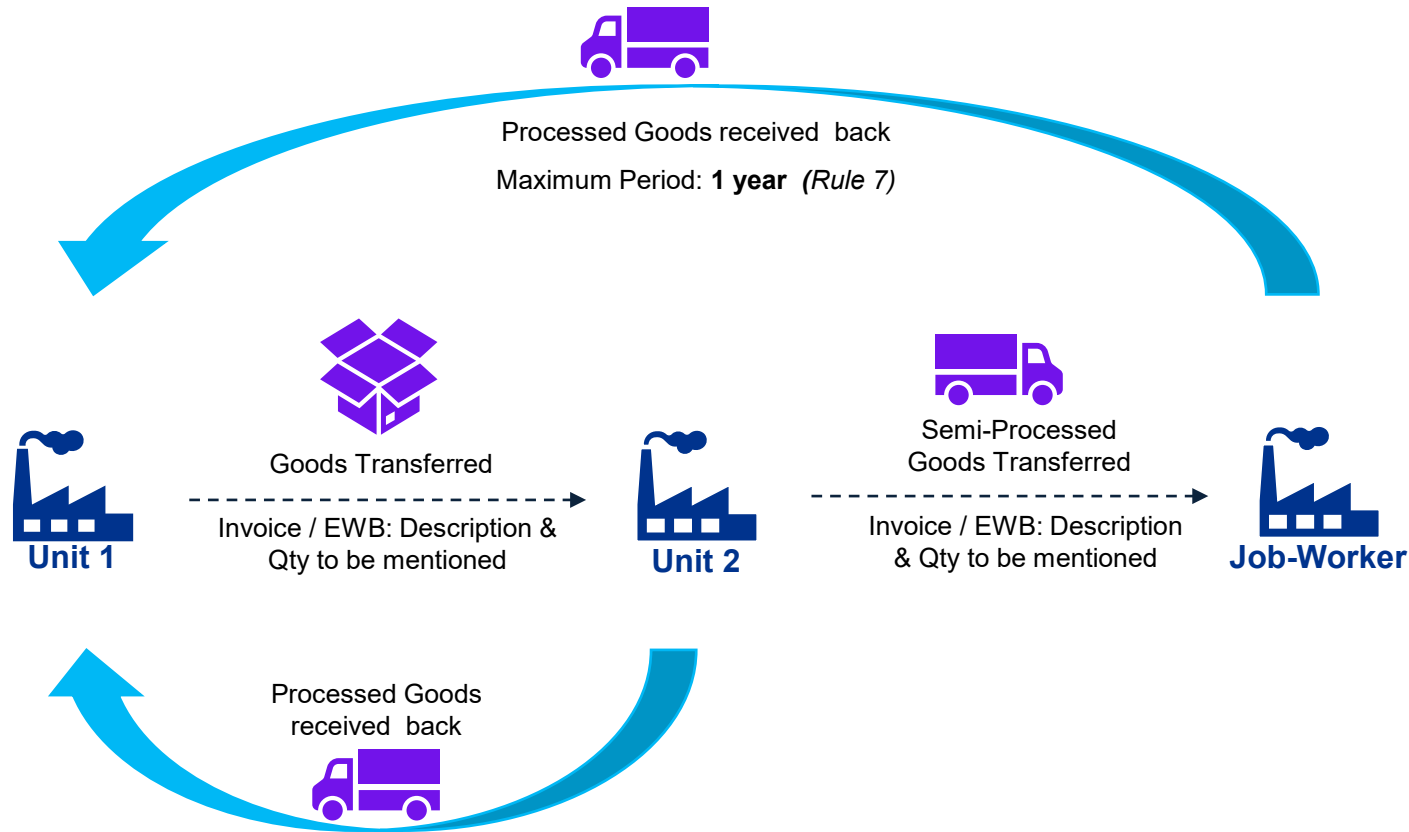 Processed Goods received back
Maximum Period: 1 year (Rule 7)
Goods Transferred
Invoice / EWB: Description &
Qty to be mentioned
Semi-Processed
Goods Transferred
Invoice / EWB: Description
& Qty to be mentioned
Unit 1
Unit 2
Job-Worker
Processed Goods
received back